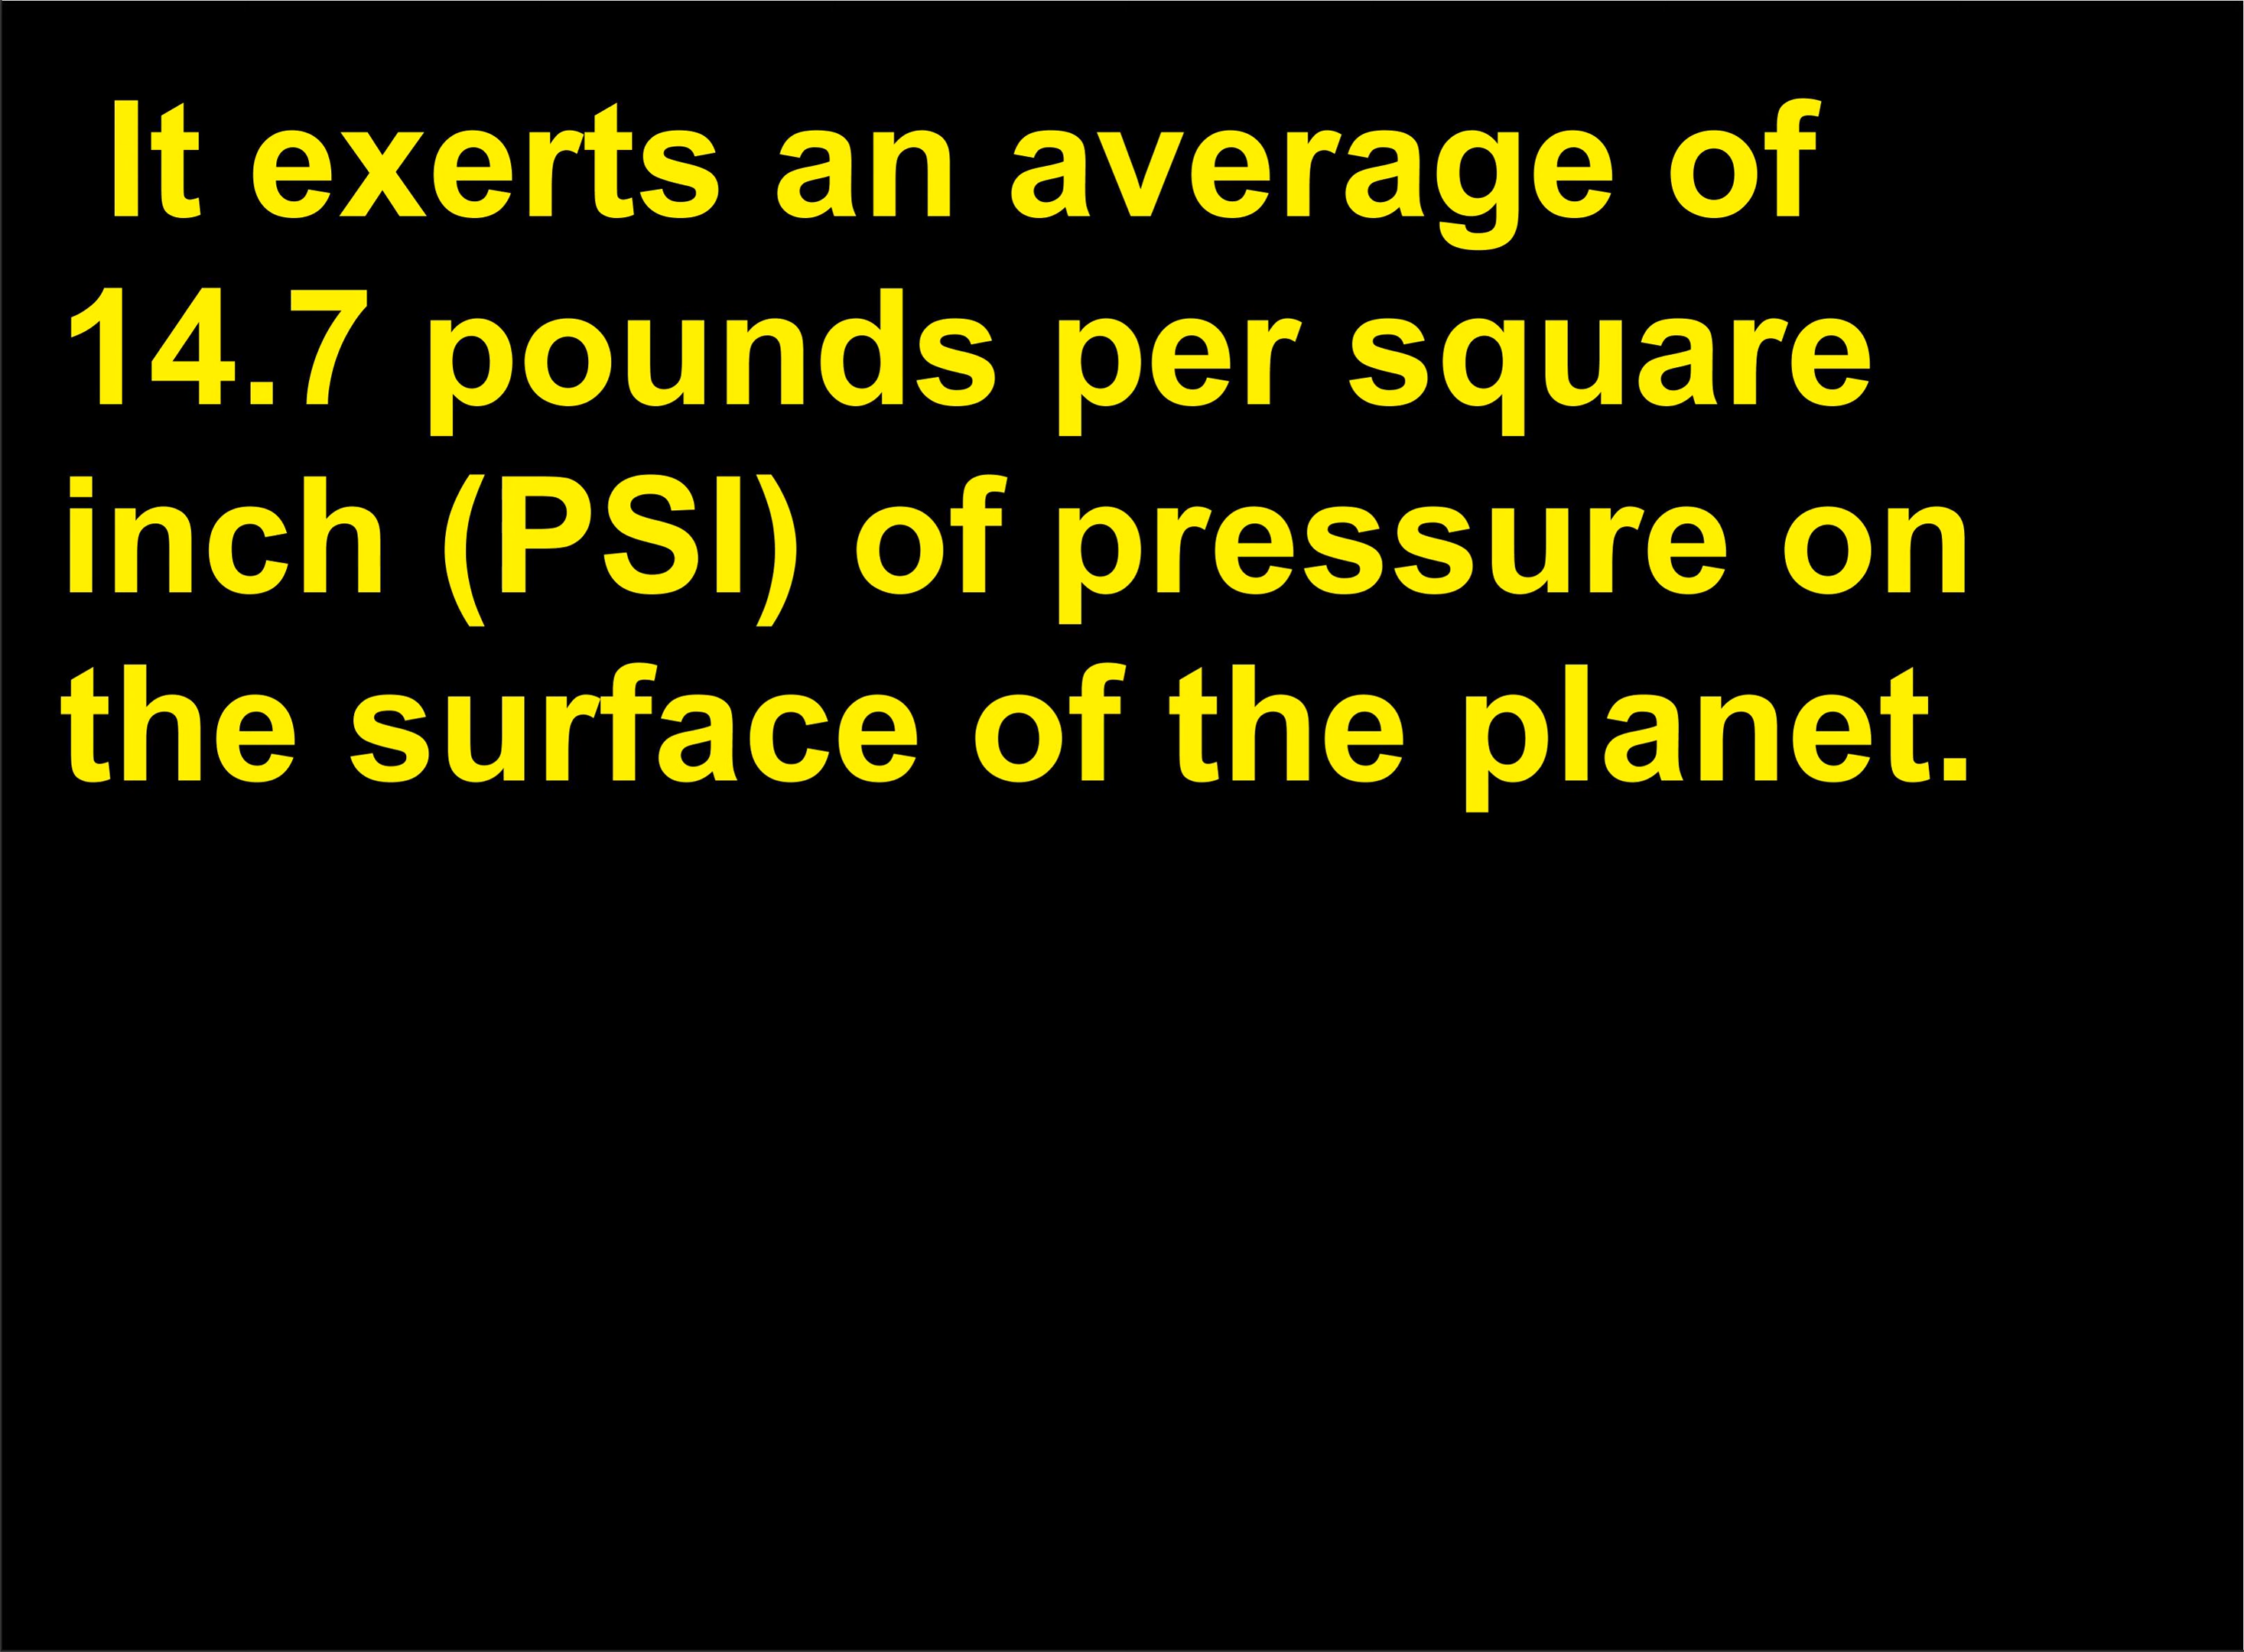 It exerts an average of
14.7 pounds per square
inch (PSI) of pressure on
the surface of the planet.